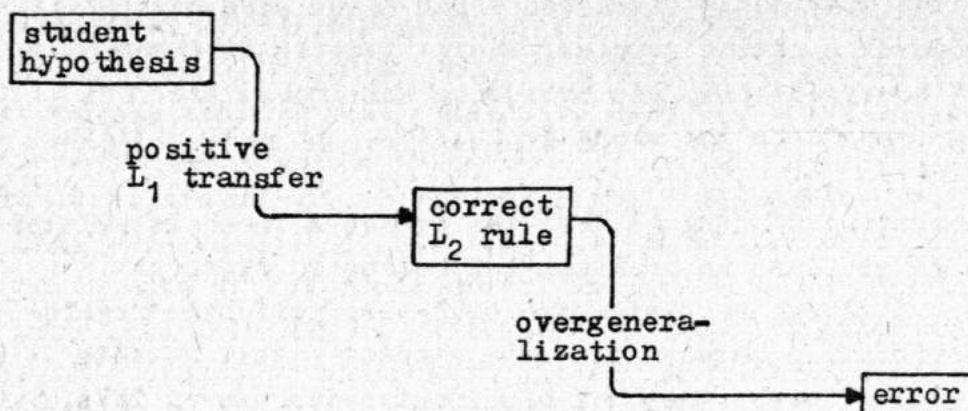 student
hypothesis
positive
L₁ transfer
correct
L₂ rule
overgenera-
lization
error